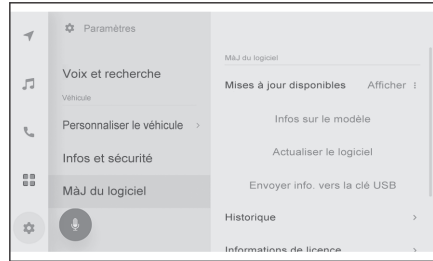 Paramètres
Voix et recherche
Véhicule
Personnaliser le véhicule
Infos et sécurité
MàJ du logiciel
MàJ du logiciel
Mises à jour disponibles Afficher
Infos sur le modèle
Actualiser le logiciel
Envoyer info. vers la clé USB
Historique
Informations de licence